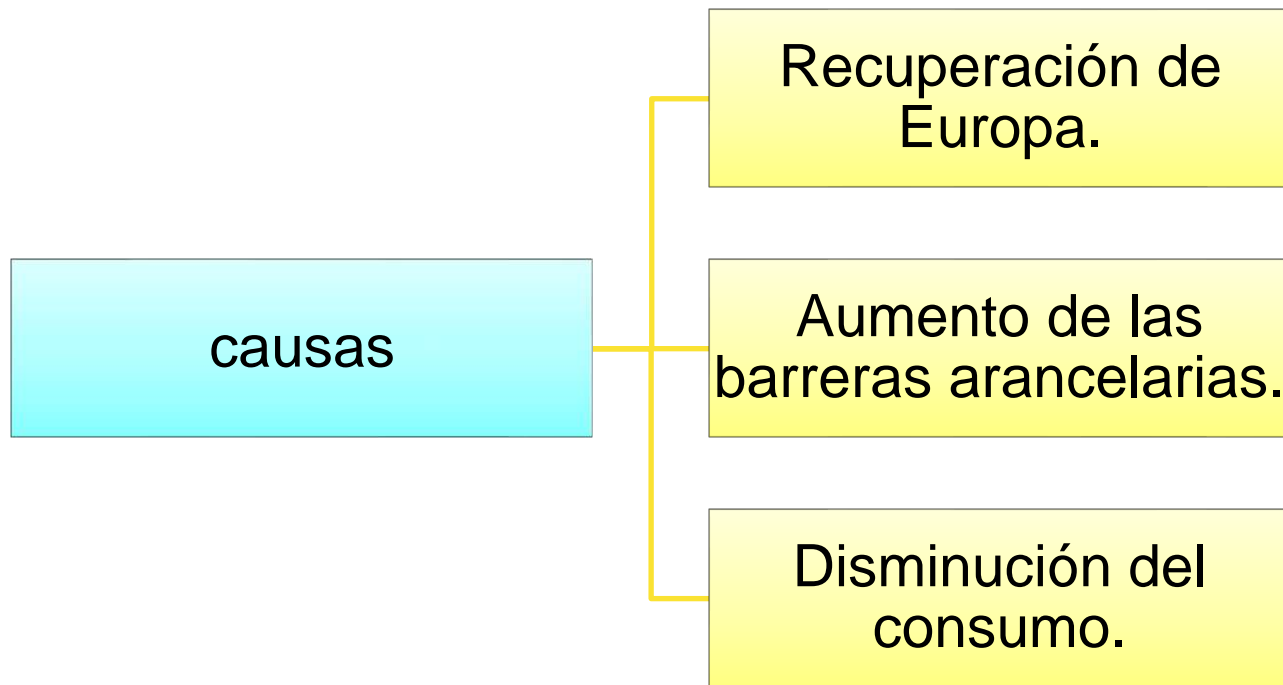 causas
Recuperación de
Europa.
Aumento de las
barreras arancelarias.
Disminución del
consumo.